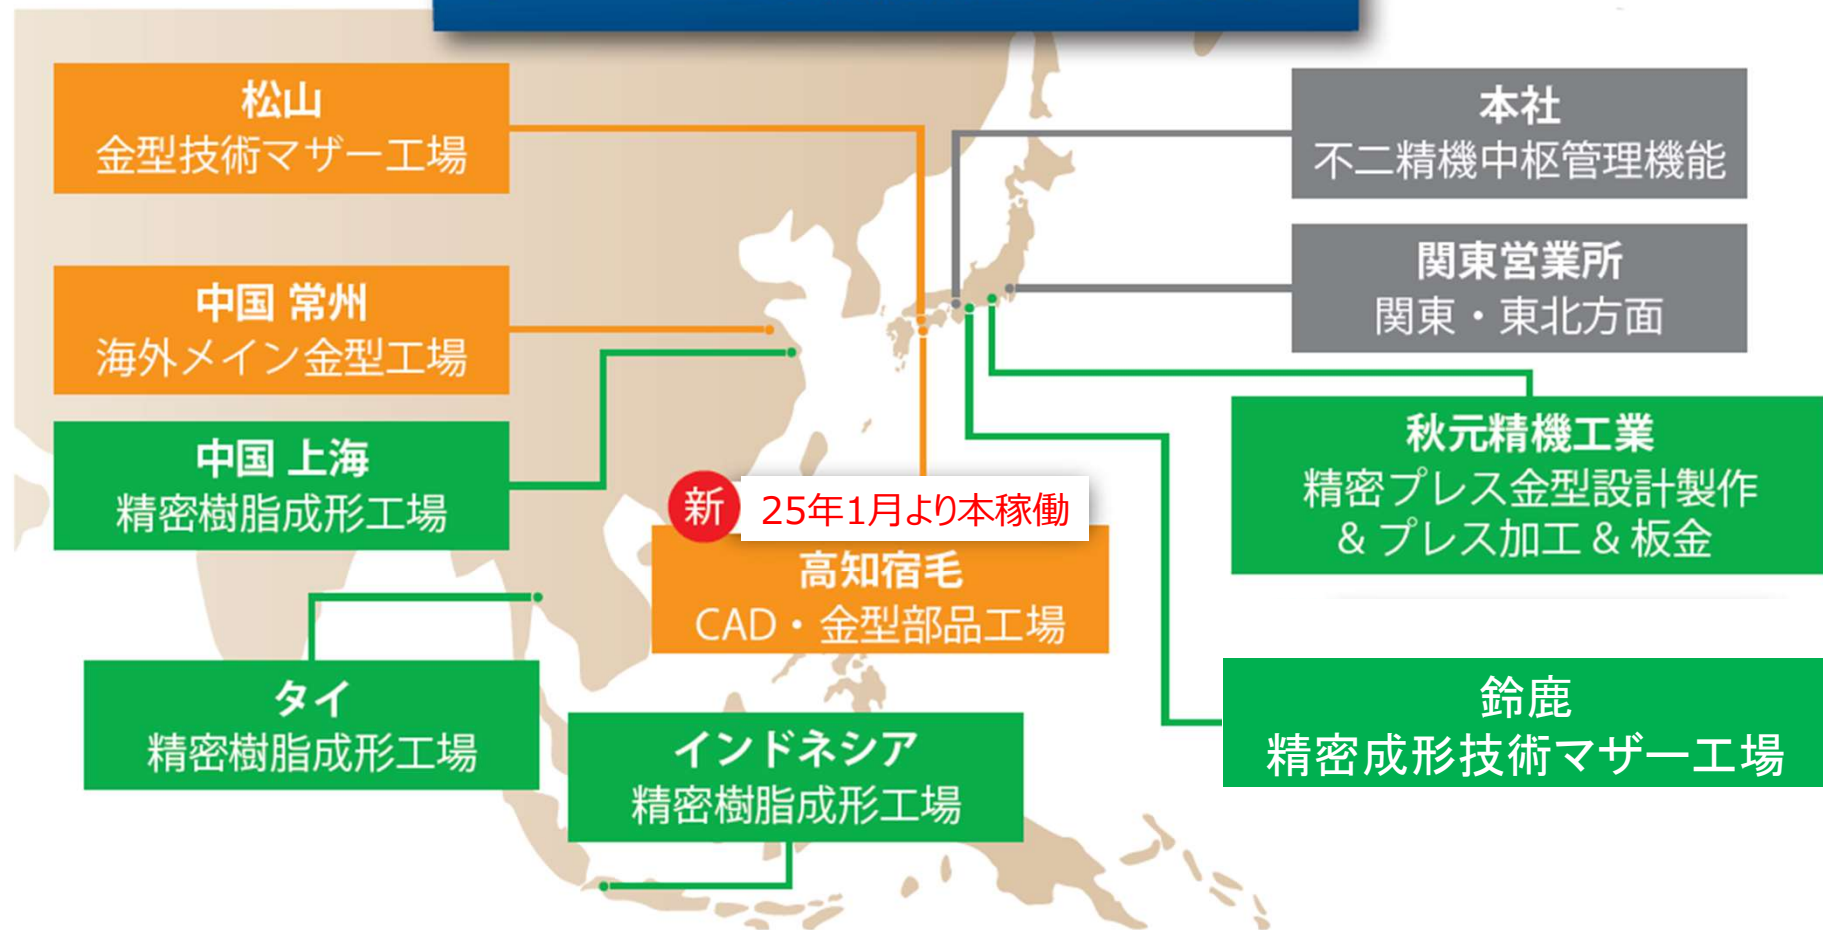 松山
金型技術マザー工場
中国 常州
海外メイン金型工場
中国 上海
精密樹脂成形工場
タイ
精密樹脂成形工場
新
25年1月より本稼働
高知宿毛
CAD・金型部品工場
インドネシア
精密樹脂成形工場
本社
不二精機中枢管理機能
関東営業所
関東・東北方面
秋元精機工業
精密プレス金型設計製作
& プレス加工 & 板金
鈴鹿
精密成形技術マザー工場